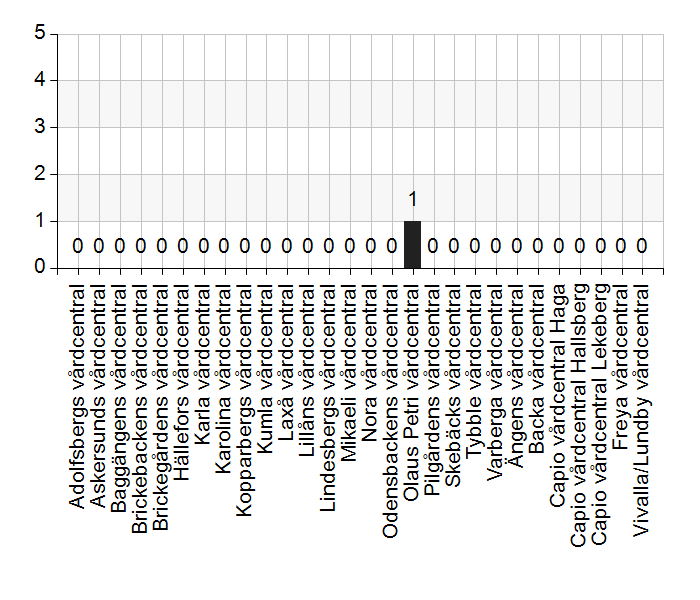 5
4
3
2
1
0
0 0 0 0 0 0 0 0 0 0 0 0 0 0 0 0 1 0 0 0 0 0 0 0 0 0 0 0
Adolfsbergs vårdcentral
Askersunds vårdcentral
Baggängens vårdcentral
Brickebackens vårdcentral
Brickegårdens vårdcentral
Hällefors vårdcentral
Karla vårdcentral
Karolina vårdcentral
Kopparbergs vårdcentral
Kumla vårdcentral
Laxå vårdcentral
Lillåns vårdcentral
Lindesbergs vårdcentral
Mikaeli vårdcentral
Nora vårdcentral
Odensbackens vårdcentral
Olaus Petri vårdcentral
Pilgårdens vårdcentral
Skebäcks vårdcentral
Tybble vårdcentral
Varberga vårdcentral
Ängens vårdcentral
Backa vårdcentral
Capio vårdcentral Haga
Capio vårdcentral Hallsberg
Capio vårdcentral Lekeberg
Freya vårdcentral
Vivalla/Lundby vårdcentral